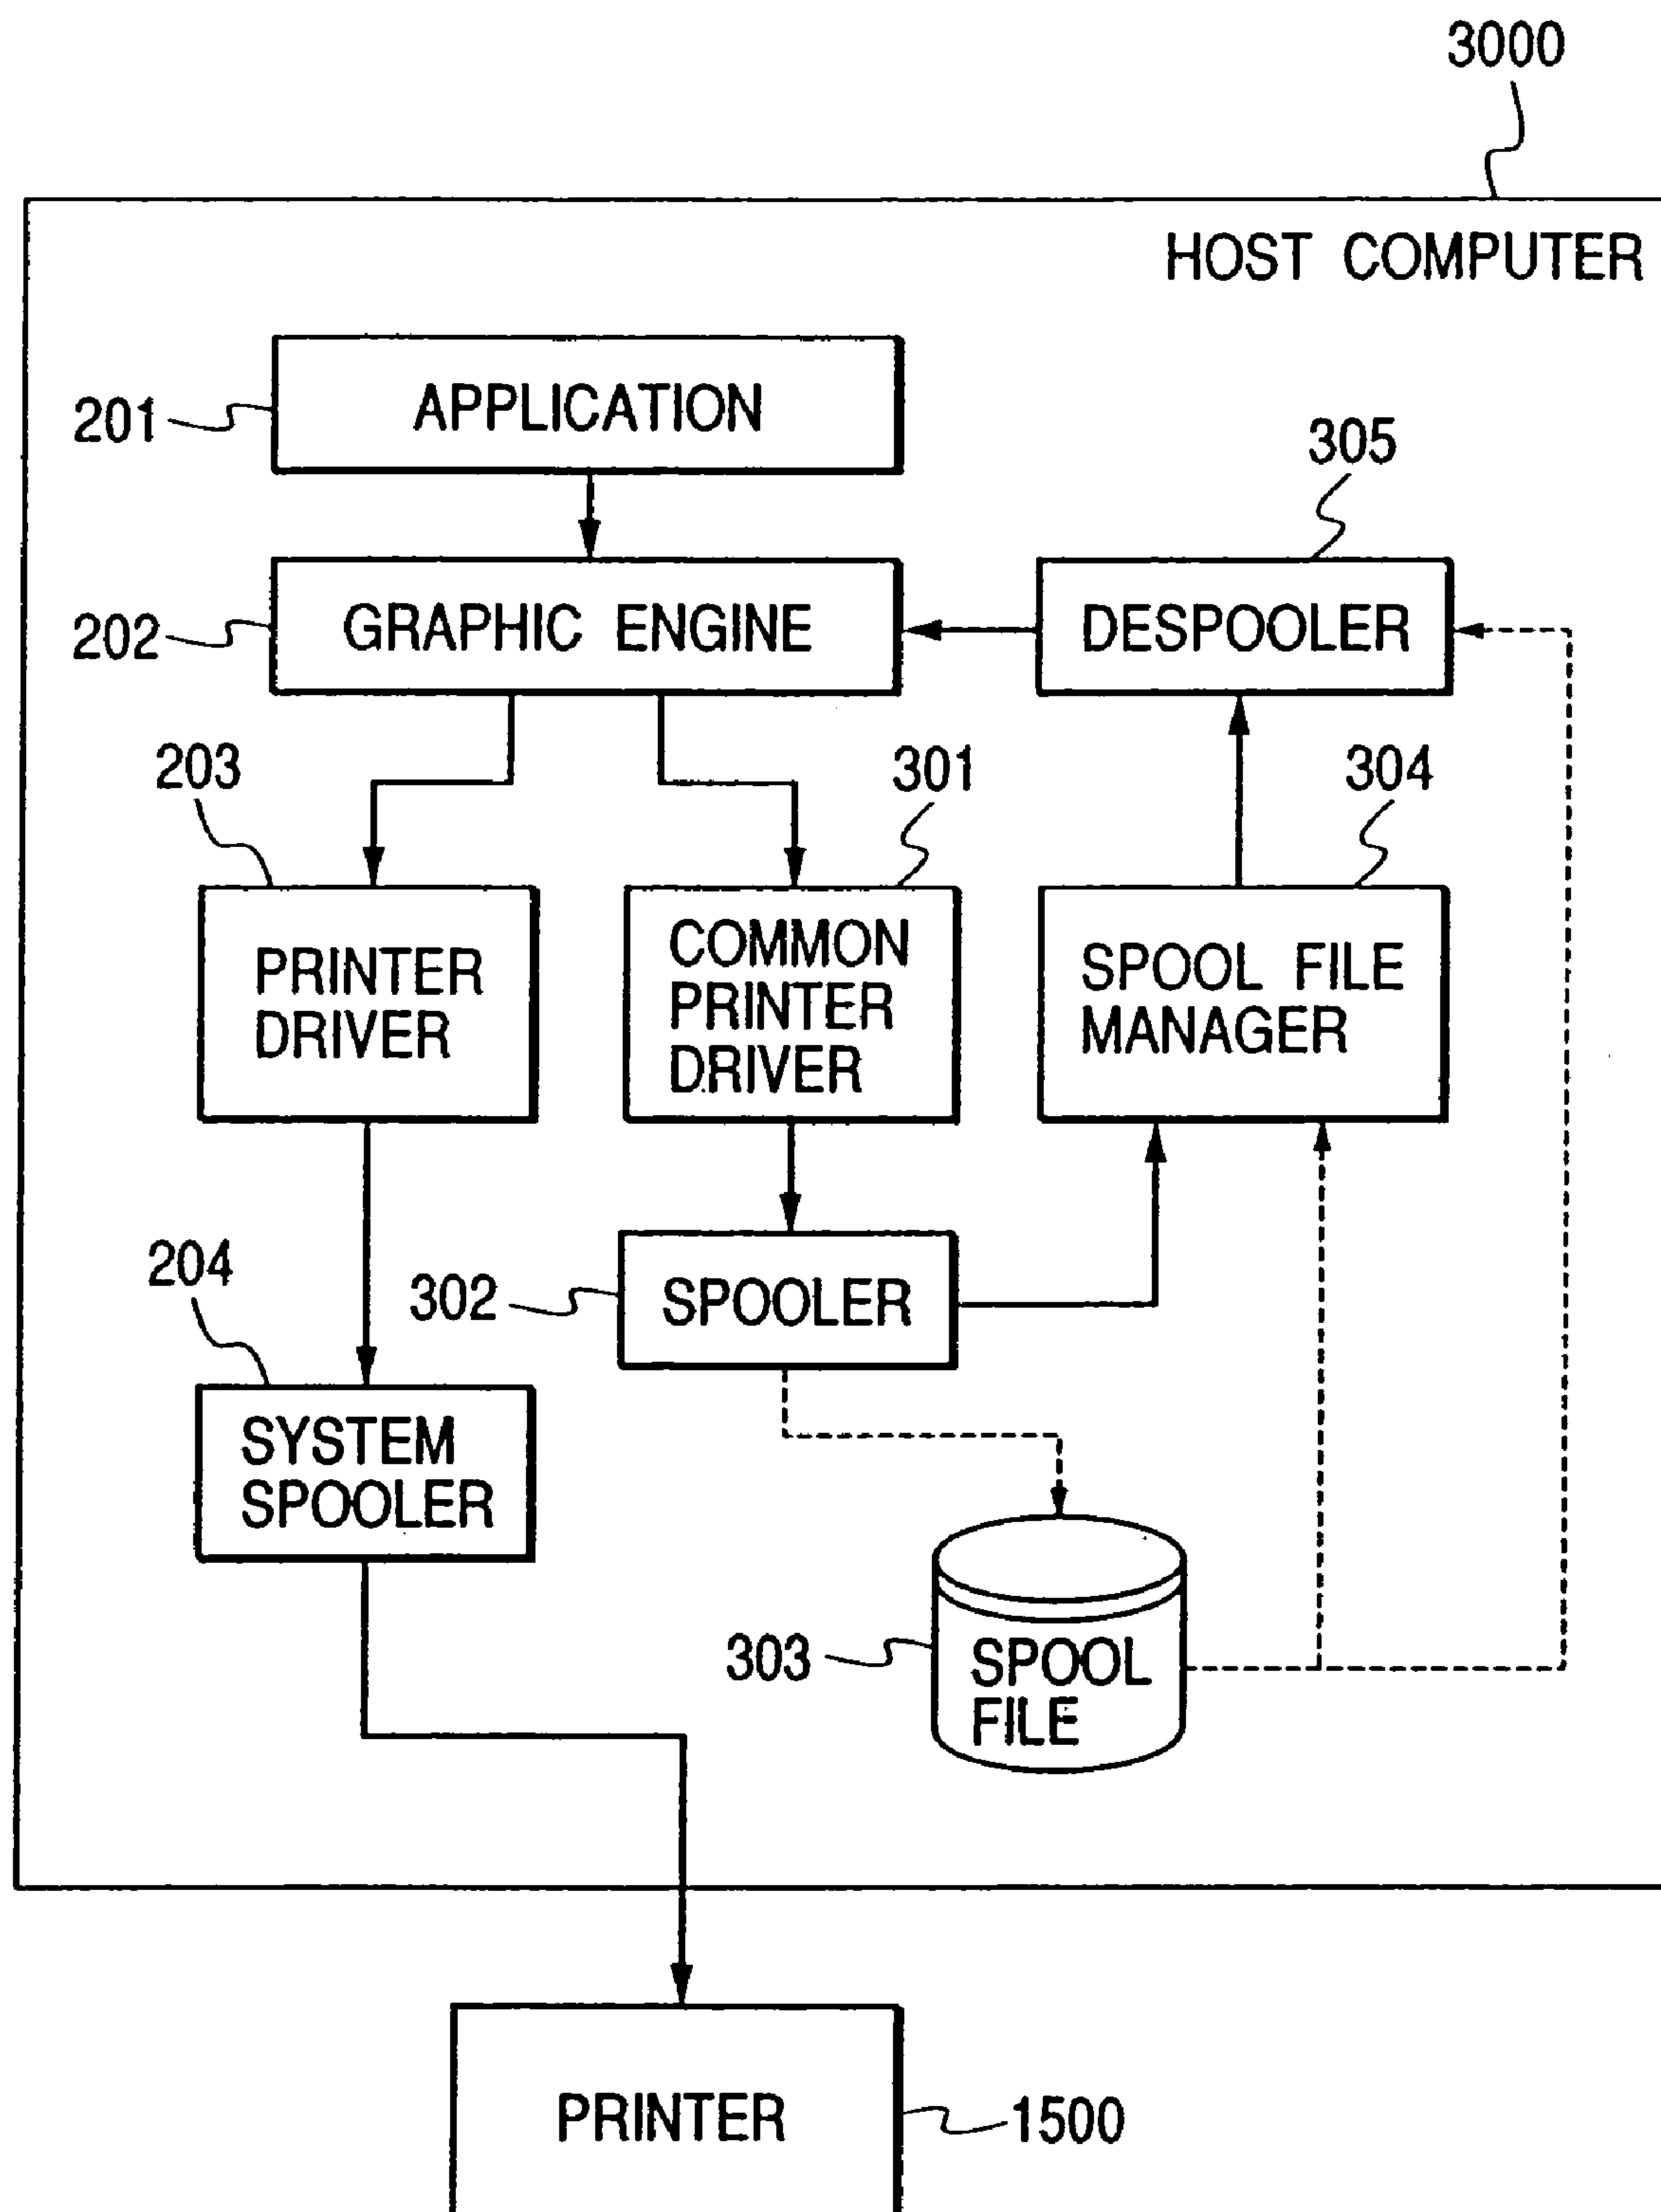 3000
HOST COMPUTER
201
APPLICATION
305
202
GRAPHIC ENGINE
DESPOOLER
203
301
304
PRINTER
DRIVER
COMMON
PRINTER
DRIVER
SPOOL FILE
MANAGER
204
302
SPOOLER
SYSTEM
SPOOLER
303
SPOOL
FILE
PRINTER
1500